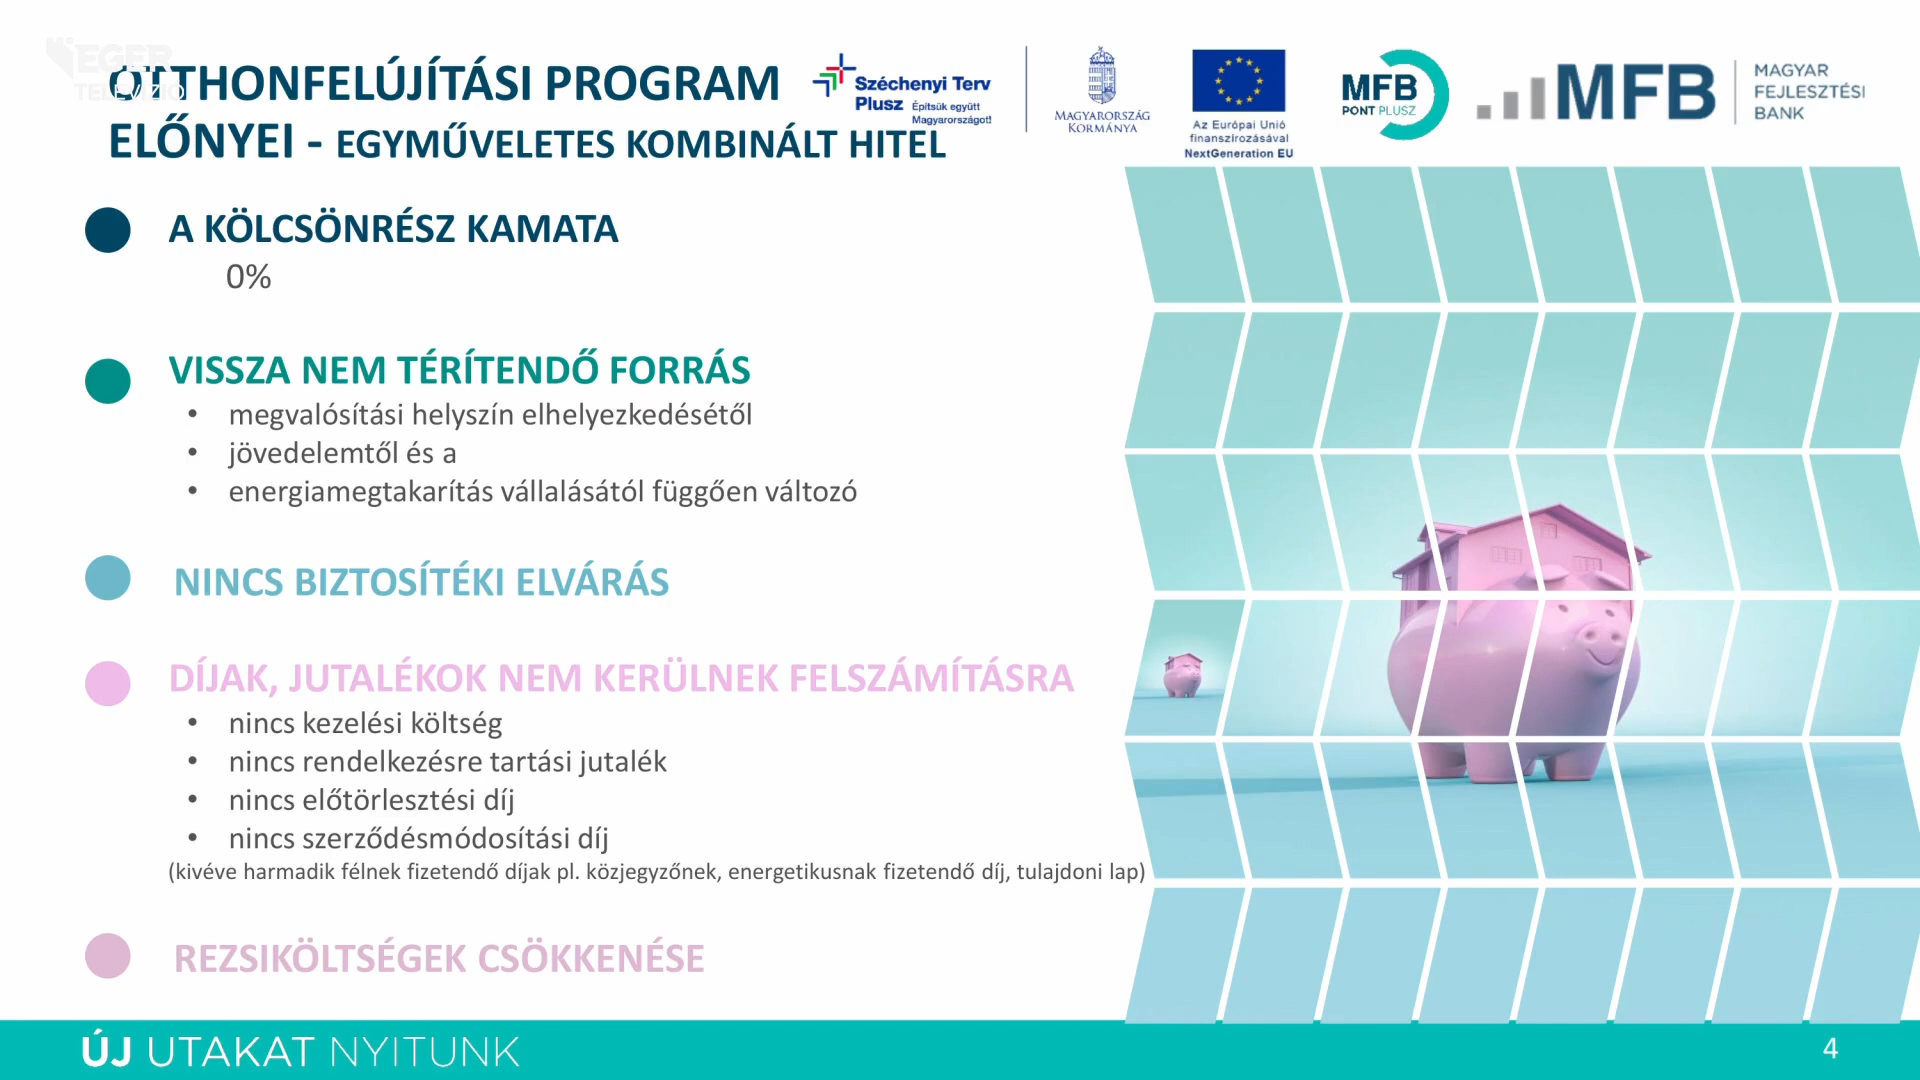 EGER
TELEVÍZIÓ
OTTHONFELÚJÍTÁSI PROGRAM
ELŐNYEI - EGYMŰVELETES KOMBINÁLT HITEL
Széchenyi Terv
Plusz Építsük együtt
Magyarországot!
MAGYARORSZÁG
KORMÁNYA
Az Európai Unió
finanszírozásával
NextGeneration EU
MFB
PONT PLUSZ
MFB
MAGYAR
FEJLESZTÉSI
BANK
A KÖLCSÖNRÉSZ KAMATA
0%
VISSZA NEM TÉRÍTENDŐ FORRÁS
• megvalósítási helyszín elhelyezkedésétől
• jövedelemtől és a
• energiamegtakarítás vállalásától függően változó
NINCS BIZTOSÍTÉKI ELVÁRÁS
DÍJAK, JUTALÉKOK NEM KERÜLNEK FELSZÁMÍTÁSRA
• nincs kezelési költség
• nincs rendelkezésre tartási jutalék
• nincs előtörlesztési díj
• nincs szerződésmódosítási díj
(kivéve harmadik félnek fizetendő díjak pl. közjegyzőnek, energetikusnak fizetendő díj, tulajdoni lap)
REZSIKÖLTSÉGEK CSÖKKENÉSE
ÚJ UTAKAT NYITUNK
4